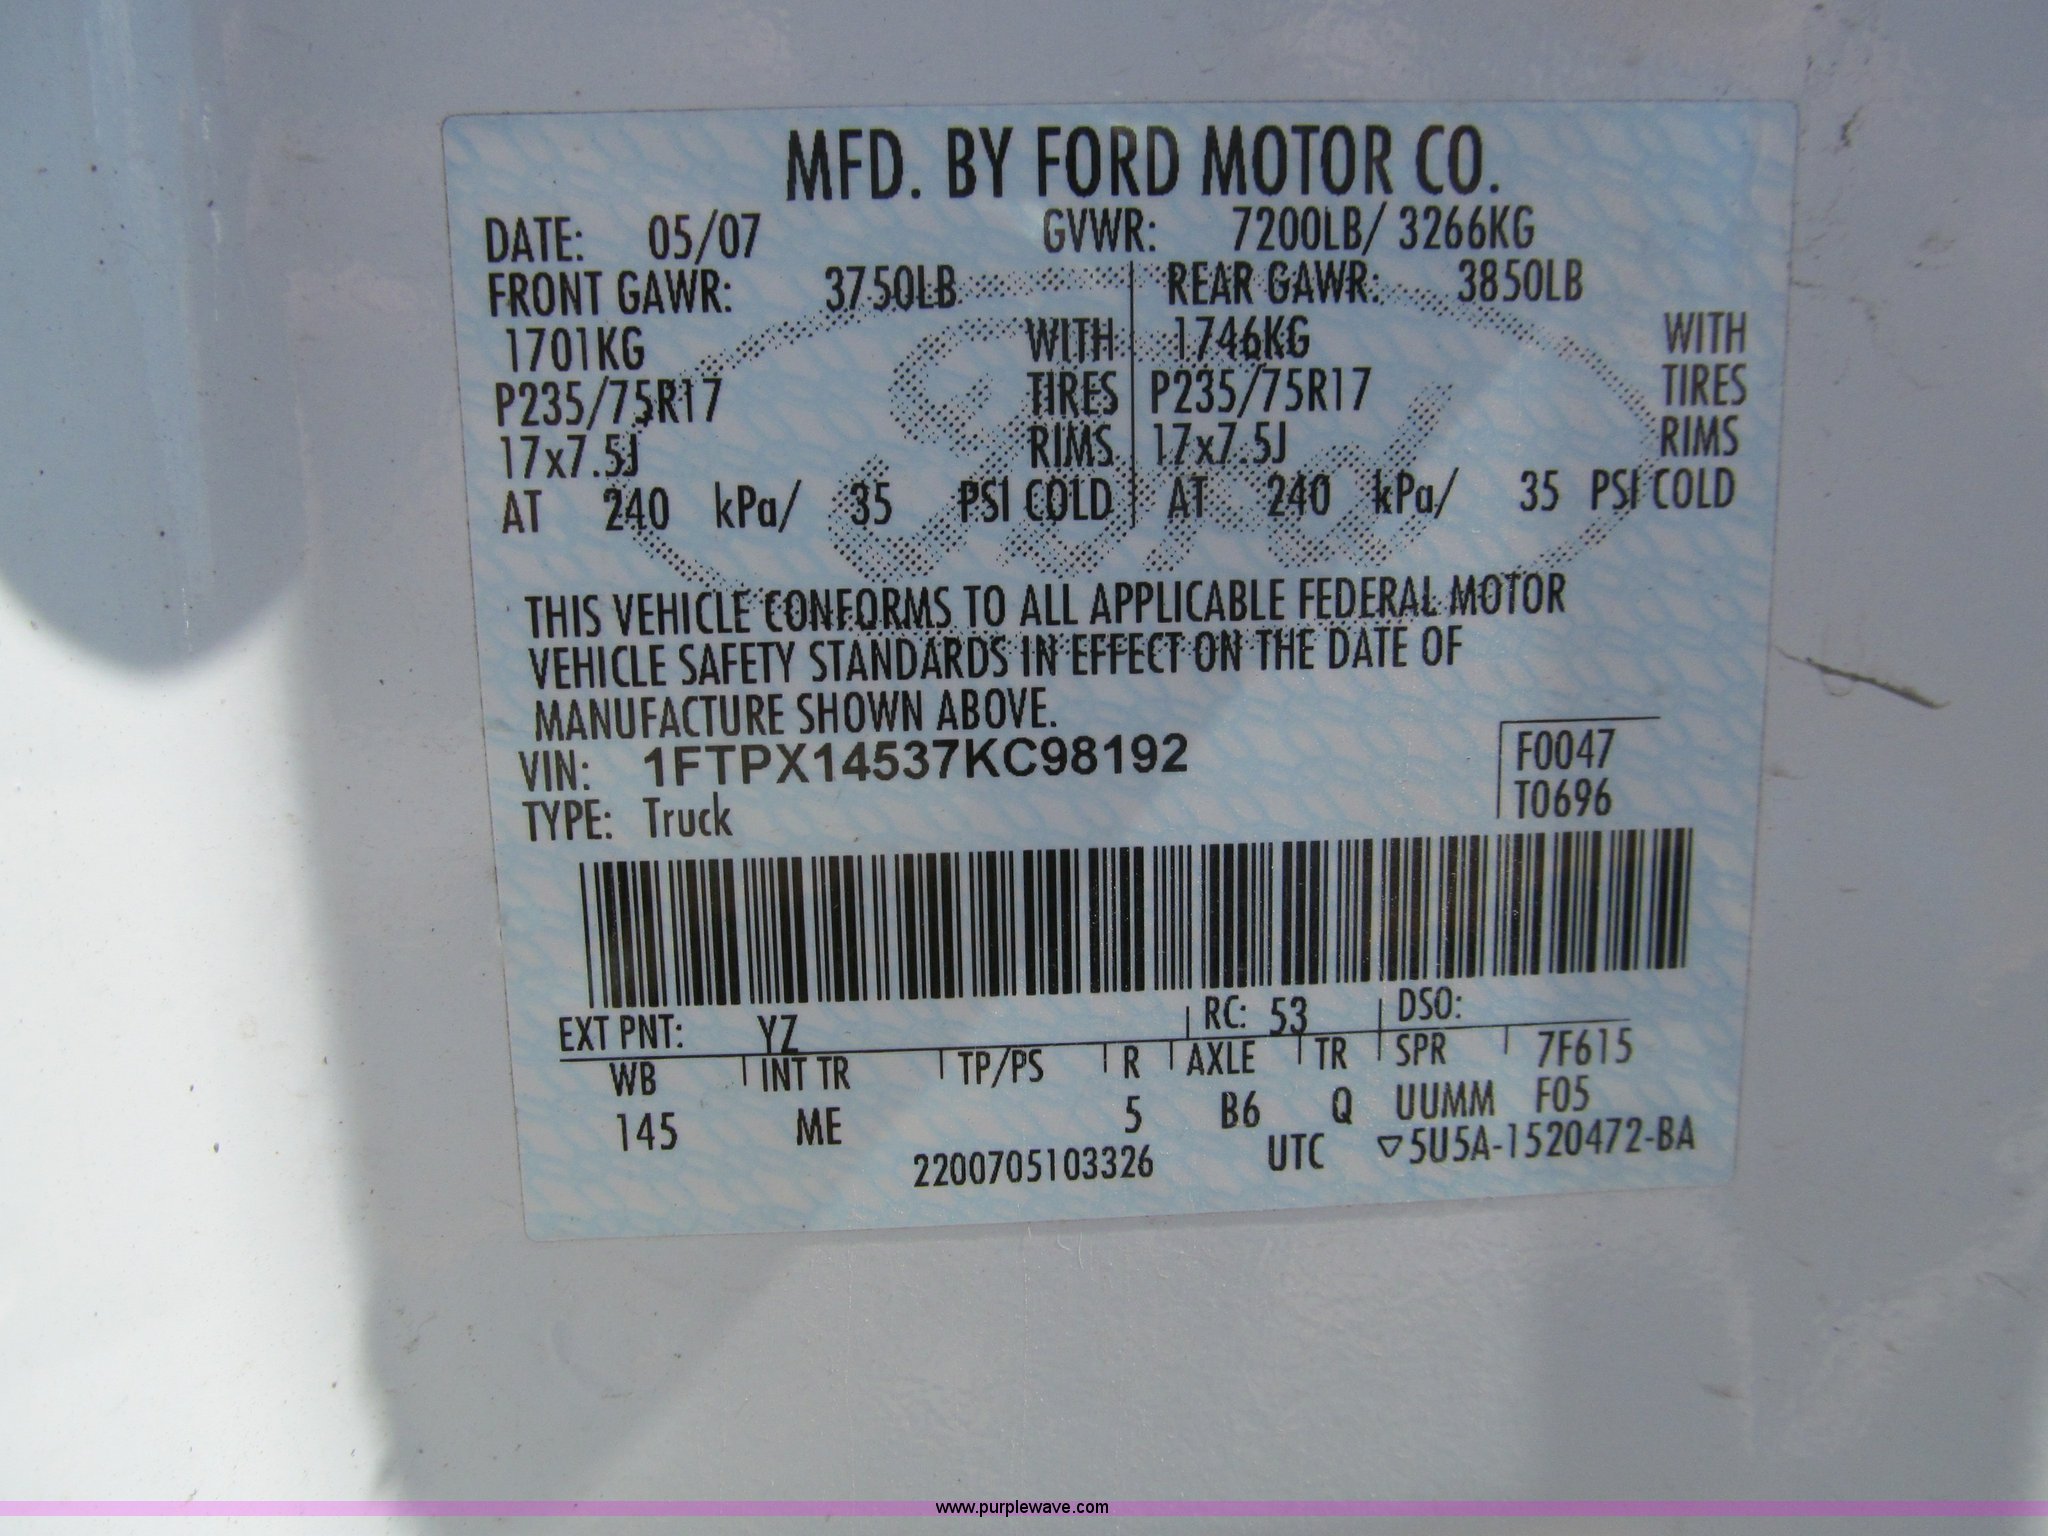 MFD. BY FORD MOTOR CO.
DATE: 05/07 GVWR: 7200LB/ 3266KG
FRONT GAWR: 3750LB REAR GAWR: 3850LB
1701KG WITH 1746KG WITH
P235/75R17 TIRES P235/75R17 TIRES
17x7.5J RIMS 17x7.5J RIMS
AT 240 kPa/ 35 PSI COLD AT 240 kPa/ 35 PSI COLD
Ford
THIS VEHICLE CONFORMS TO ALL APPLICABLE FEDERAL MOTOR
VEHICLE SAFETY STANDARDS IN EFFECT ON THE DATE OF
MANUFACTURE SHOWN ABOVE.
VIN: 1FTPX14537KC98192 F0047
TYPE: Truck T0696
EXT PNT: YZ RC: 53 DSO:
WB INT TR TP/PS R AXLE TR SPR 7F615
145 ME 5 B6 Q UUMM F05
2200705103326 UTC ▽5U5A-1520472-BA
www.purplewave.com